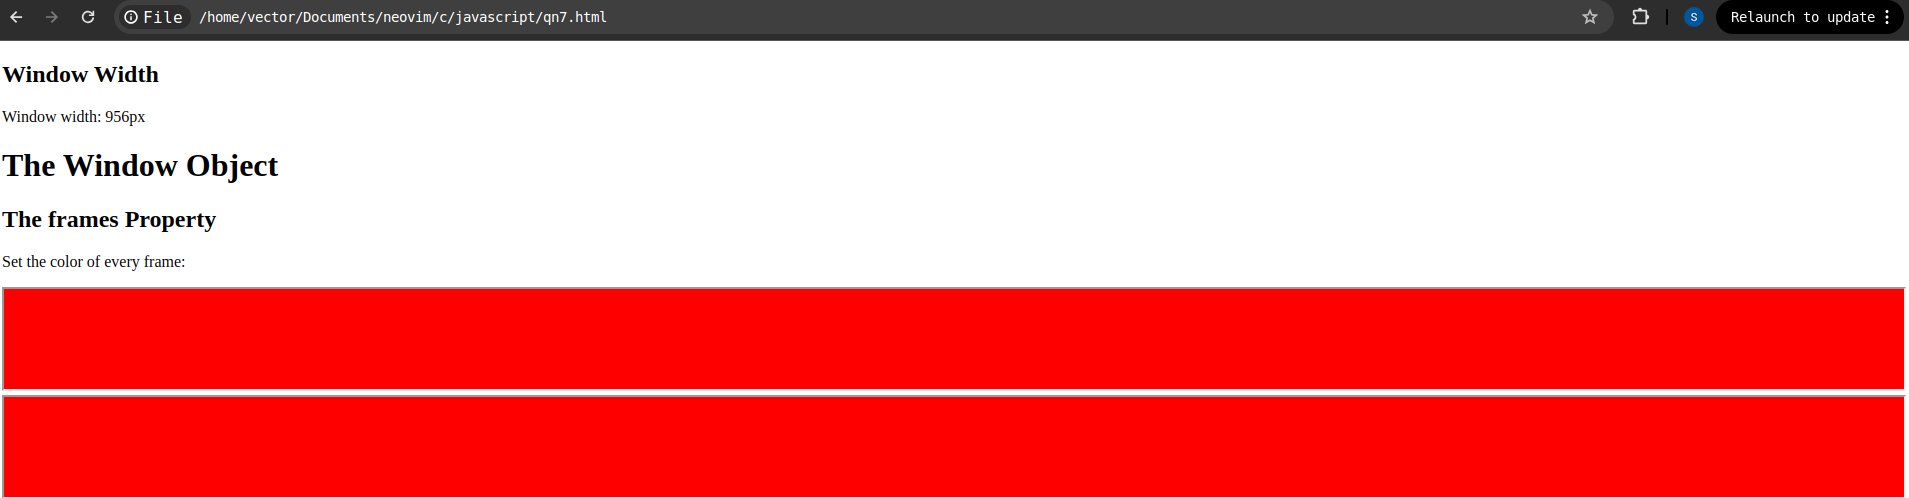 File /home/vector/Documents/neovim/c/javascript/qn7.html S Relaunch to update
Window Width
Window width: 956px
The Window Object
The frames Property
Set the color of every frame: